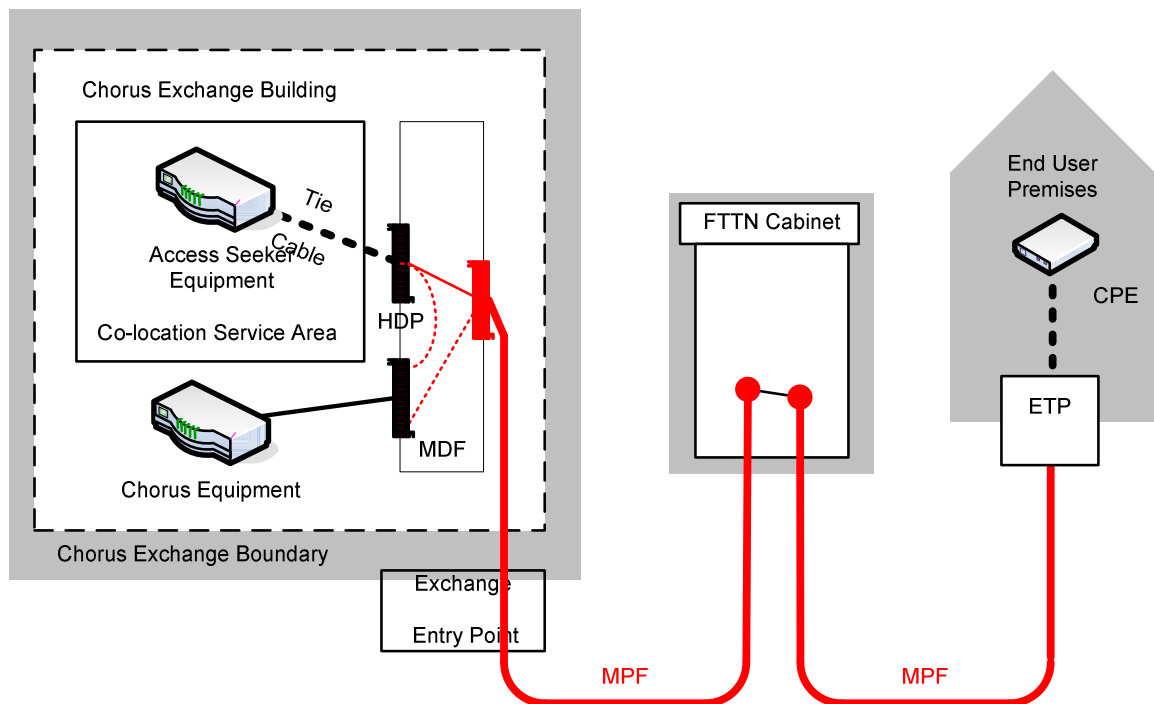 Chorus Exchange Building
Tie
Cable
Access Seeker
Equipment
HDP
Co-location Service Area
MDF
Chorus Equipment
Chorus Exchange Boundary
Exchange
Entry Point
MPF
FTTN Cabinet
MPF
End User
Premises
CPE
ETP